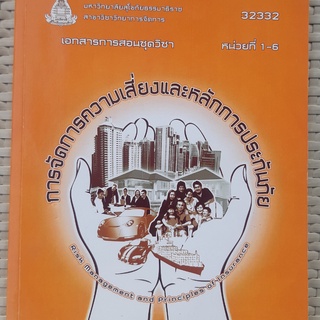 มหาวิทยาลัยสุโขทัยธรรมาธิราช
สาขาวิชาวิทยาการจัดการ
32332
เอกสารการสอนชุดวิชา
หน่วยที่ 1-6
การจัดการความเสี่ยงและหลักการประกันภัย
Risk Management and Principles of Insurance